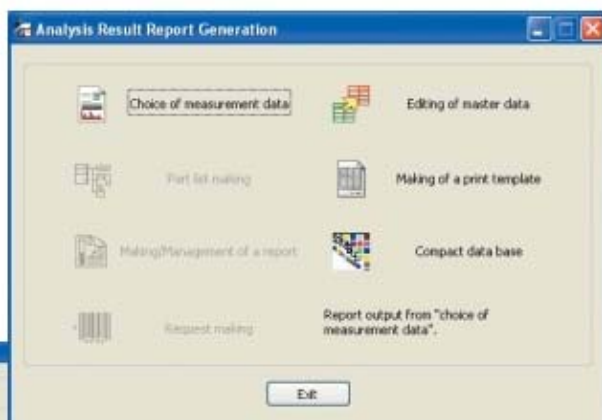 Analysis Result Report Generation
Choice of measurement data
Editing of master data
Part list making
Making of a print template
Making/Management of a report
Compact data base
Request making
Report output from "choice of
measurement data".
Exit